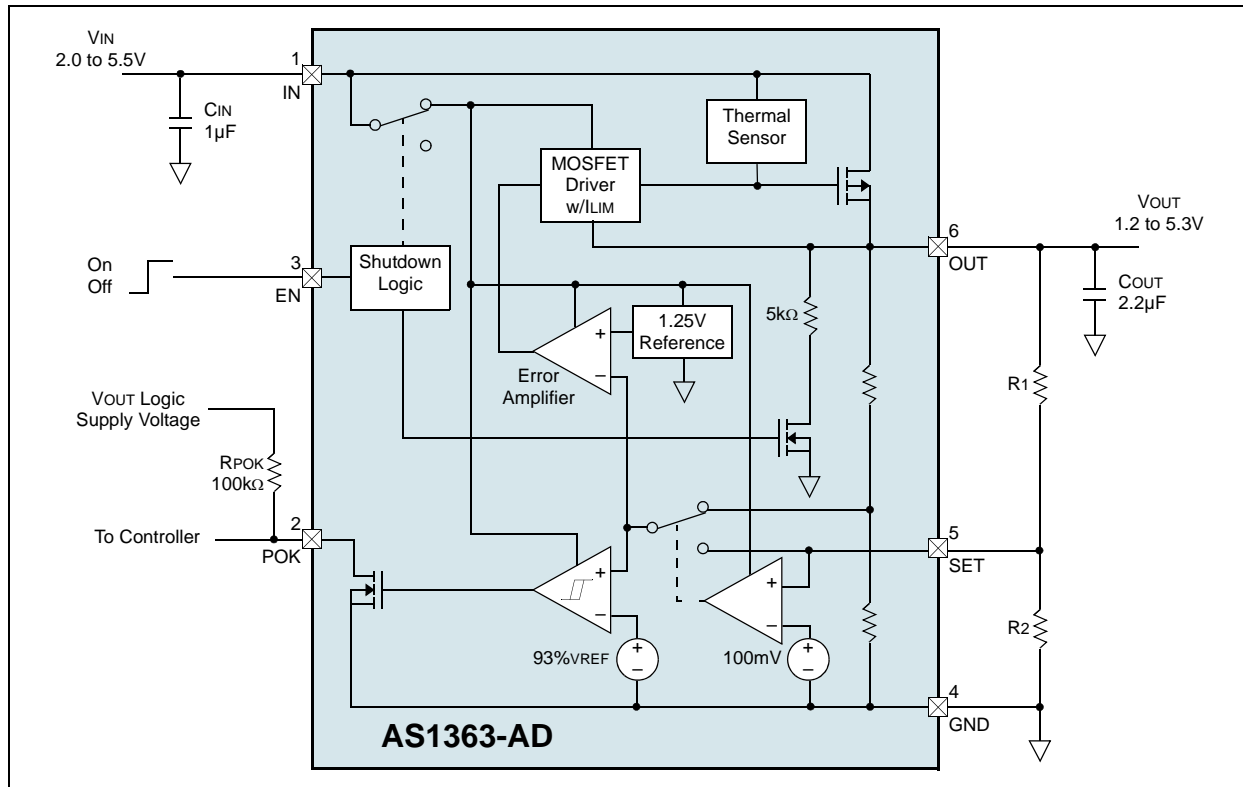 VIN
2.0 to 5.5V
1
IN
CIN
1µF
Thermal
Sensor
MOSFET
Driver
w/ILIM
VOUT
1.2 to 5.3V
6
OUT
On
Off
3
EN
Shutdown
Logic
COUT
2.2µF
5kΩ
+
−
1.25V
Reference
Error
Amplifier
R1
VOUT Logic
Supply Voltage
RPOK
100kΩ
To Controller
2
POK
5
SET
+
−
+
−
R2
93%VREF
+
−
100mV
+
−
4
GND
AS1363-AD